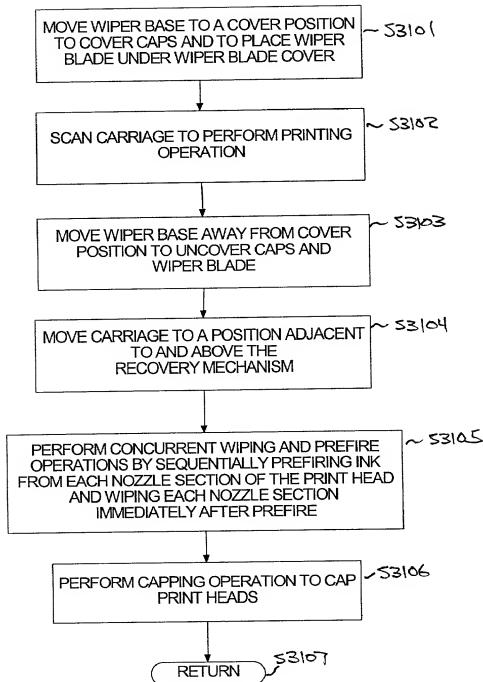 MOVE WIPER BASE TO A COVER POSITION
TO COVER CAPS AND TO PLACE WIPER
BLADE UNDER WIPER BLADE COVER
S3101
SCAN CARRIAGE TO PERFORM PRINTING
OPERATION
S3102
MOVE WIPER BASE AWAY FROM COVER
POSITION TO UNCOVER CAPS AND
WIPER BLADE
S3103
MOVE CARRIAGE TO A POSITION ADJACENT
TO AND ABOVE THE
RECOVERY MECHANISM
S3104
PERFORM CONCURRENT WIPING AND PREFIRE
OPERATIONS BY SEQUENTIALLY PREFIRING INK
FROM EACH NOZZLE SECTION OF THE PRINT HEAD
AND WIPING EACH NOZZLE SECTION
IMMEDIATELY AFTER PREFIRE
S3105
PERFORM CAPPING OPERATION TO CAP
PRINT HEADS
S3106
RETURN
S3107